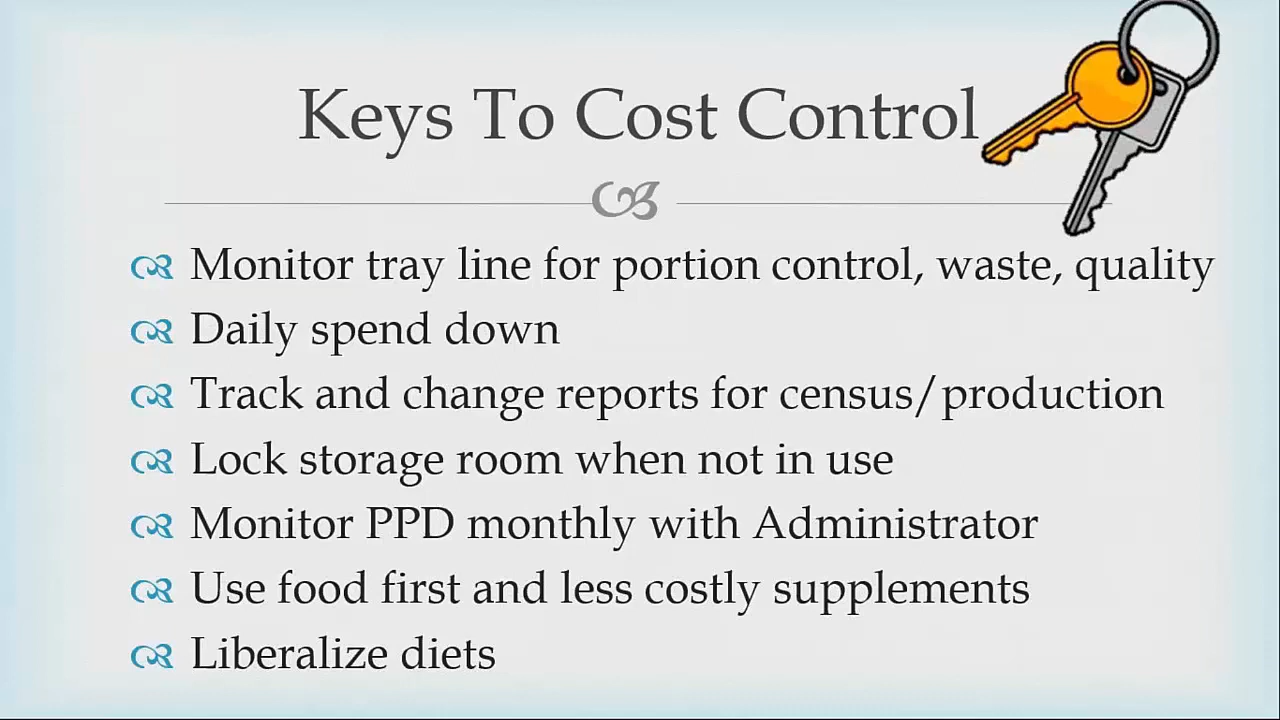 Keys To Cost Control
Monitor tray line for portion control, waste, quality
Daily spend down
Track and change reports for census/production
Lock storage room when not in use
Monitor PPD monthly with Administrator
Use food first and less costly supplements
Liberalize diets